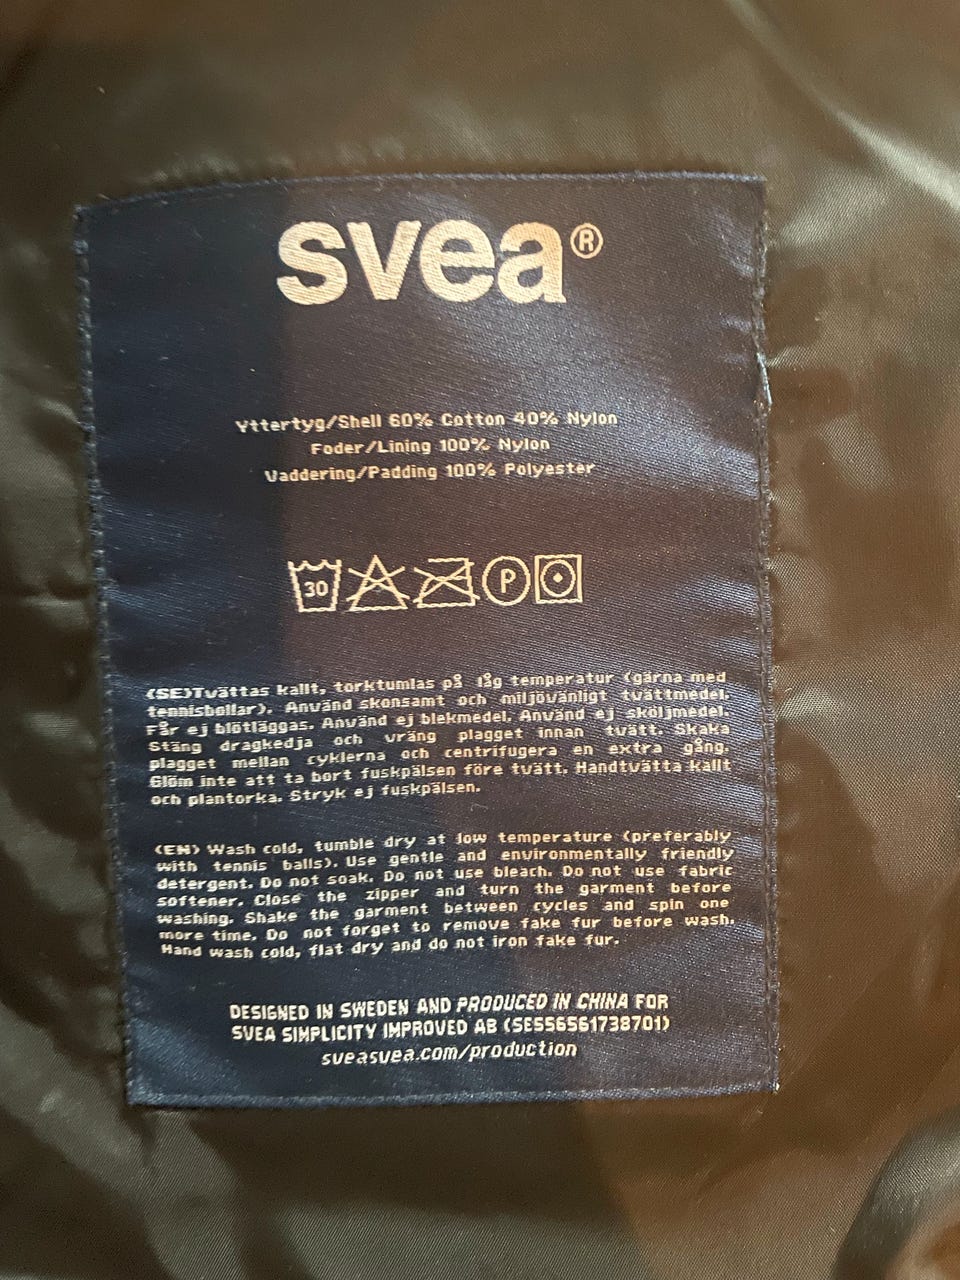 svea®
Yttertyg/Shell 60% Cotton 40% Nylon
Foder/Lining 100% Nylon
Vaddering/Padding 100% Polyester
30 P
(SE)Tvättas kallt, torktumlas på låg temperatur (gärna med
tennisbollar). Använd skonsamt och miljövänligt tvättmedel.
Får ej blötläggas. Använd ej blekmedel. Använd ej sköljmedel.
Stäng dragkedja och vräng plagget innan tvätt. Skaka
plagget mellan cyklerna och centrifugera en extra gång.
Glöm inte att ta bort fuskpälsen före tvätt. Handtvätta kallt
och plantorka. Stryk ej fuskpälsen.
(EN) Wash cold, tumble dry at low temperature (preferably
with tennis balls). Use gentle and environmentally friendly
detergent. Do not soak. Do not use bleach. Do not use fabric
softener. Close the zipper and turn the garment before
washing. Shake the garment between cycles and spin one
more time. Do not forget to remove fake fur before wash.
Hand wash cold, flat dry and do not iron fake fur.
DESIGNED IN SWEDEN AND PRODUCED IN CHINA FOR
SVEA SIMPLICITY IMPROVED AB (SE556561738701)
sveasvea.com/production